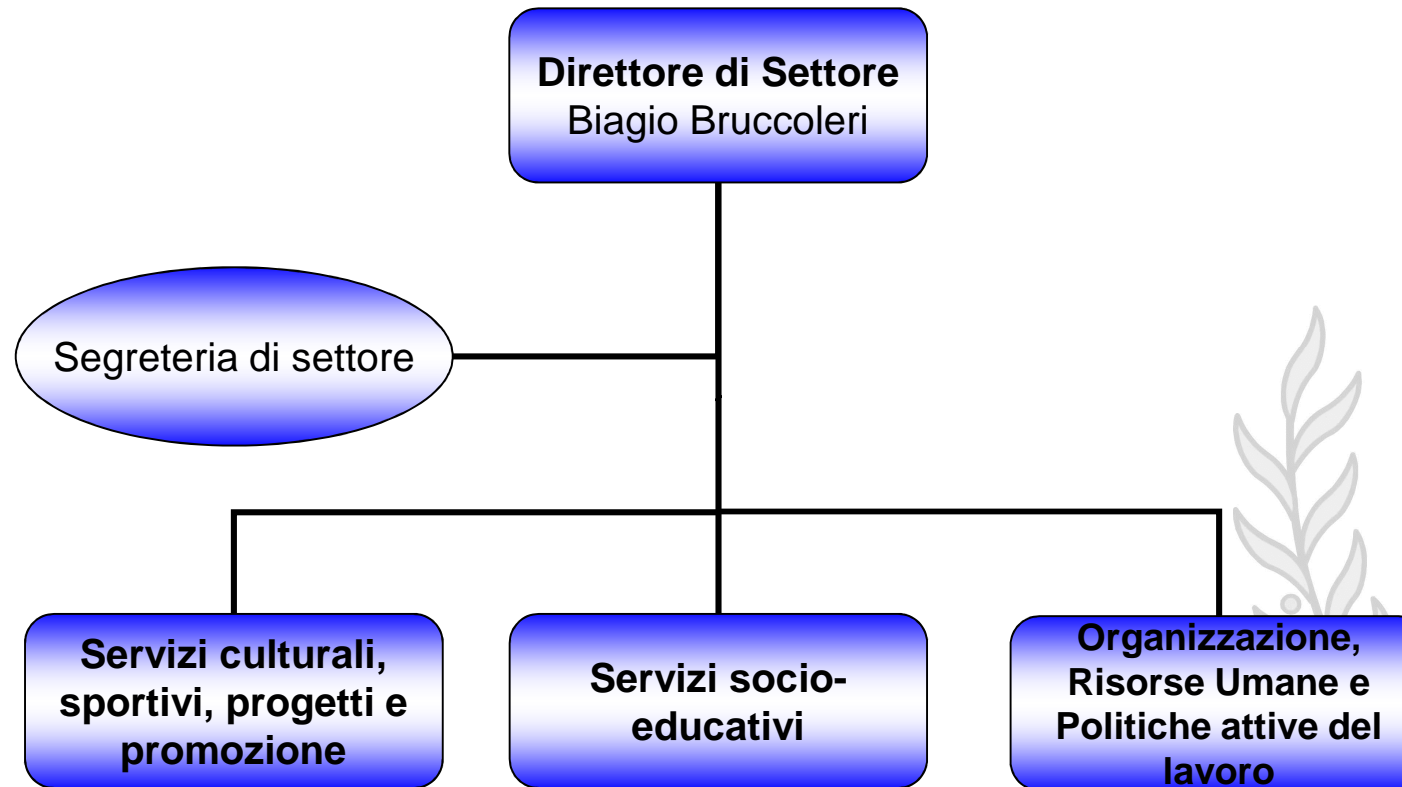 Direttore di Settore
Biagio Bruccoleri
Segreteria di settore
Servizi culturali,
sportivi, progetti e
promozione
Servizi socio-
educativi
Organizzazione,
Risorse Umane e
Politiche attive del
lavoro